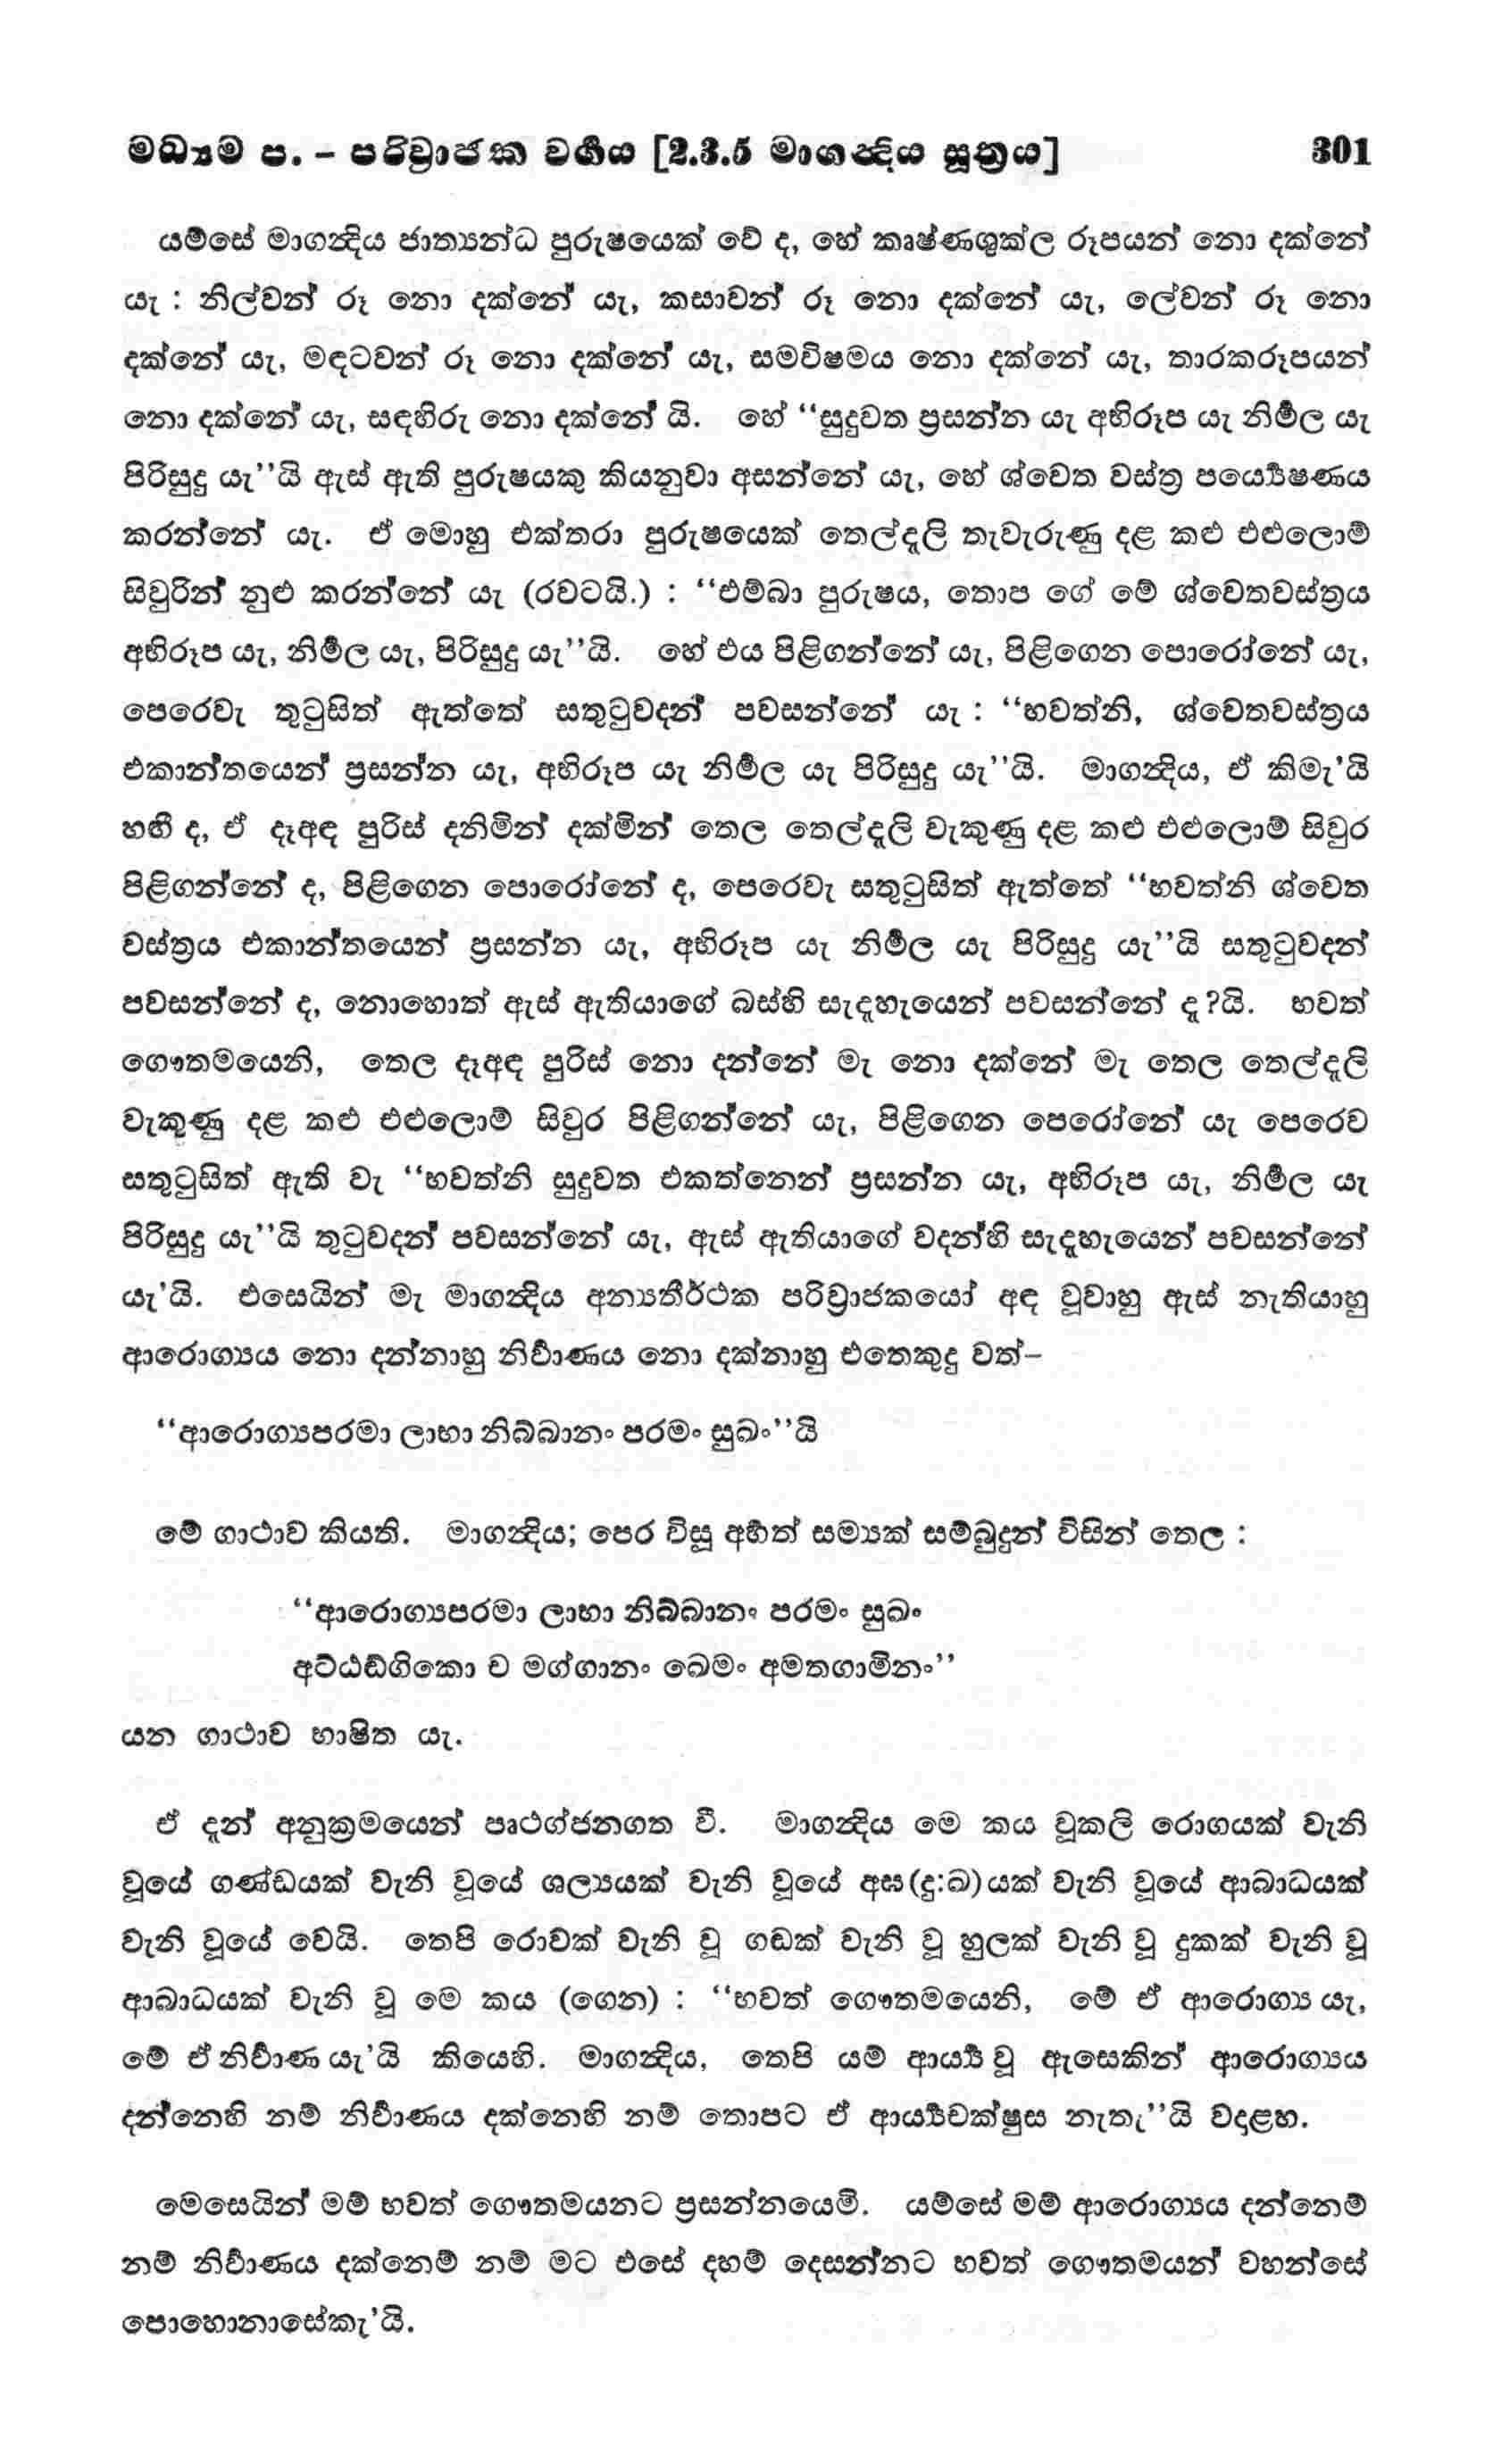 මධ්‍යම ප. – පරිව්‍රාජක වර්‍ගය [2.3.5 මාගන්‍දිය සූත්‍රය] 301
යම්සේ මාගන්‍දිය ජාත්‍යන්ධ පුරුෂයෙක් වේ ද, හේ කෘෂ්ණශුක්ල රූපයන් නො දක්නේ
යැ : නිල්වන් රූ නො දක්නේ යැ, කසාවන් රූ නො දක්නේ යැ, ලේවන් රූ නො
දක්නේ යැ, මඳටවන් රූ නො දක්නේ යැ, සමවිෂමය නො දක්නේ යැ, තාරකරූපයන්
නො දක්නේ යැ, සඳහිරු නො දක්නේ යි. හේ “සුදුවත ප්‍රසන්න යැ අභිරූප යැ නිර්‍මල යැ
පිරිසුදු යැ”යි ඇස් ඇති පුරුෂයකු කියනුවා අසන්නේ යැ, හේ ශ්වෙත වස්ත්‍ර පර්‍ය්‍යෙෂණය
කරන්නේ යැ. ඒ මොහු එක්තරා පුරුෂයෙක් තෙල්දැලි තැවැරුණු දළ කළු එළුලොම්
සිවුරින් නුළු කරන්නේ යැ (රවටයි.) : “එම්බා පුරුෂය, තොප ගේ මේ ශ්වෙතවස්ත්‍රය
අභිරූප යැ, නිර්‍මල යැ, පිරිසුදු යැ”යි. හේ එය පිළිගන්නේ යැ, පිළිගෙන පොරෝනේ යැ,
පෙරෙවැ තුටුසිත් ඇත්තේ සතුටුවදන් පවසන්නේ යැ : “භවත්නි, ශ්වෙතවස්ත්‍රය
එකාන්තයෙන් ප්‍රසන්න යැ, අභිරූප යැ නිර්‍මල යැ පිරිසුදු යැ”යි. මාගන්‍දිය, ඒ කිමැ’යි
හඟී ද, ඒ දෑඅඳ පුරිස් දනිමින් දක්මින් තෙල තෙල්දැලි වැකුණු දළ කළු එළුලොම් සිවුර
පිළිගන්නේ ද, පිළිගෙන පොරෝනේ ද, පෙරෙවැ සතුටුසිත් ඇත්තේ “භවත්නි ශ්වෙත
වස්ත්‍රය එකාන්තයෙන් ප්‍රසන්න යැ, අභිරූප යැ නිර්‍මල යැ පිරිසුදු යැ”යි සතුටුවදන්
පවසන්නේ ද, නොහොත් ඇස් ඇතියාගේ බස්හි සැදැහැයෙන් පවසන්නේ දැ?යි. භවත්
ගෞතමයෙනි, තෙල දෑඅඳ පුරිස් නො දන්නේ මැ නො දක්නේ මැ තෙල තෙල්දැලි
වැකුණු දළ කළු එළුලොම් සිවුර පිළිගන්නේ යැ, පිළිගෙන පෙරෝනේ යැ පෙරෙව
සතුටුසිත් ඇති වැ “භවත්නි සුදුවත එකත්නෙන් ප්‍රසන්න යැ, අභිරූප යැ, නිර්‍මල යැ
පිරිසුදු යැ”යි තුටුවදන් පවසන්නේ යැ, ඇස් ඇතියාගේ වදන්හි සැදැහැයෙන් පවසන්නේ
යැ’යි. එසෙයින් මැ මාගන්‍දිය අන්‍යතීර්ථක පරිව්‍රාජකයෝ අඳ වූවාහු ඇස් නැතියාහු
ආරොග්‍යය නො දන්නාහු නිර්‍වාණය නො දක්නාහු එතෙකුදු වත්–
“ආරොග්‍යපරමා ලාභා නිබ්බානං පරමං සුඛං”යි
මේ ගාථාව කියති. මාගන්‍දිය; පෙර විසූ අර්‍හත් සම්‍යක් සම්බුදුන් විසින් තෙල :
“ආරොග්‍යපරමා ලාභා නිබ්බානං පරමං සුඛං
අට්ඨඞ්ගිකො ච මග්ගානං ඛෙමං අමතගාමිනං”
යන ගාථාව භාෂිත යැ.
ඒ දැන් අනුක්‍රමයෙන් පෘථග්ජනගත වී. මාගන්‍දිය මෙ කය වූකලි රොගයක් වැනි
වූයේ ගණ්ඩයක් වැනි වූයේ ශල්‍යයක් වැනි වූයේ අඝ(දු:ඛ)යක් වැනි වූයේ ආබාධයක්
වැනි වූයේ වෙයි. තෙපි රොවක් වැනි වූ ගඩක් වැනි වූ හුලක් වැනි වූ දුකක් වැනි වූ
ආබාධයක් වැනි වූ මෙ කය (ගෙන) : “භවත් ගෞතමයෙනි, මේ ඒ ආරොග්‍ය යැ,
මේ ඒ නිර්‍වාණ යැ’යි කියෙහි. මාගන්‍දිය, තෙපි යම් ආර්‍ය්‍ය වූ ඇසෙකින් ආරොග්‍යය
දන්නෙහි නම් නිර්‍වාණය දක්නෙහි නම් තොපට ඒ ආර්‍ය්‍යචක්ෂුස නැතැ”යි වදාළහ.
මෙසෙයින් මම් භවත් ගෞතමයනට ප්‍රසන්නයෙමි. යම්සේ මම් ආරොග්‍යය දන්නෙම්
නම් නිර්‍වාණය දක්නෙම් නම් මට එසේ දහම් දෙසන්නට භවත් ගෞතමයන් වහන්සේ
පොහොනාසේකැ’යි.